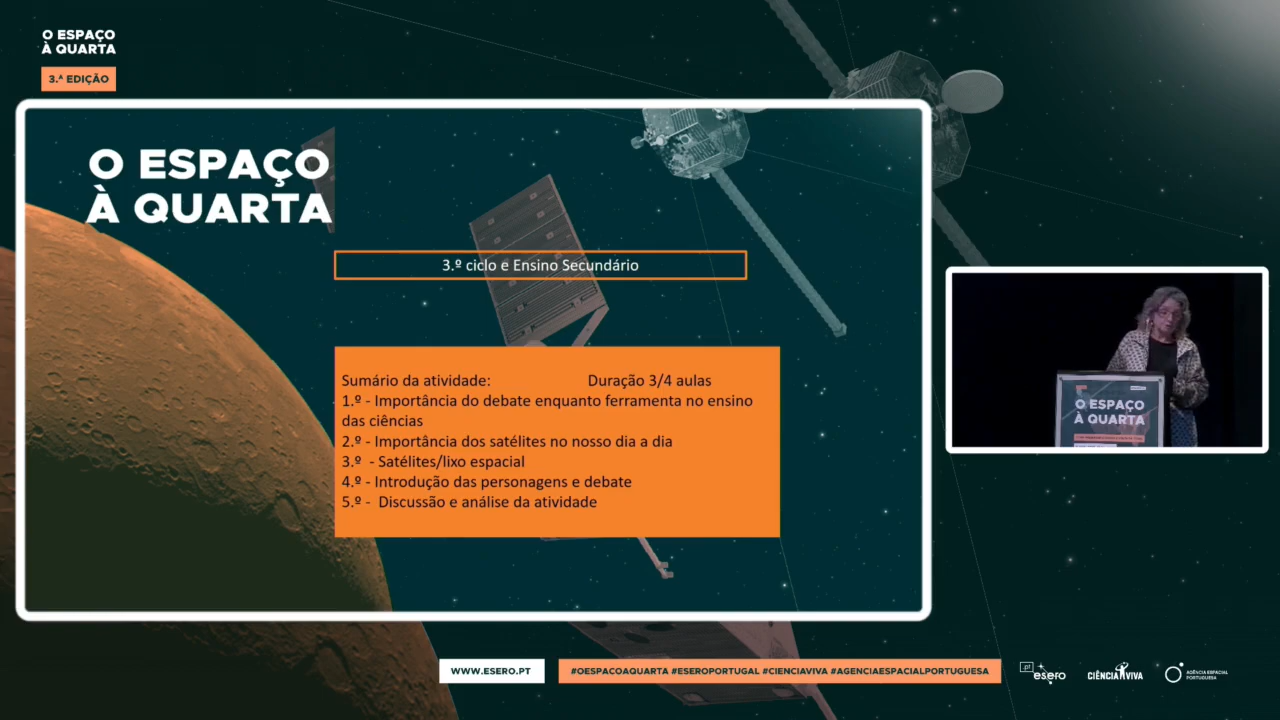 O ESPAÇO
À QUARTA
3.ª EDIÇÃO
O ESPAÇO
À QUARTA
3.º ciclo e Ensino Secundário
Sumário da atividade: Duração 3/4 aulas
1.º - Importância do debate enquanto ferramenta no ensino
das ciências
2.º - Importância dos satélites no nosso dia a dia
3.º - Satélites/lixo espacial
4.º - Introdução das personagens e debate
5.º - Discussão e análise da atividade
O ESPAÇO
À QUARTA
WWW.ESERO.PT
#OESPACOAQUARTA #ESEROPORTUGAL #CIENCIAVIVA #AGENCIAESPACIALPORTUGUESA
.PT
esero
CIÊNCIA VIVA
AGÊNCIA ESPACIAL
PORTUGUESA